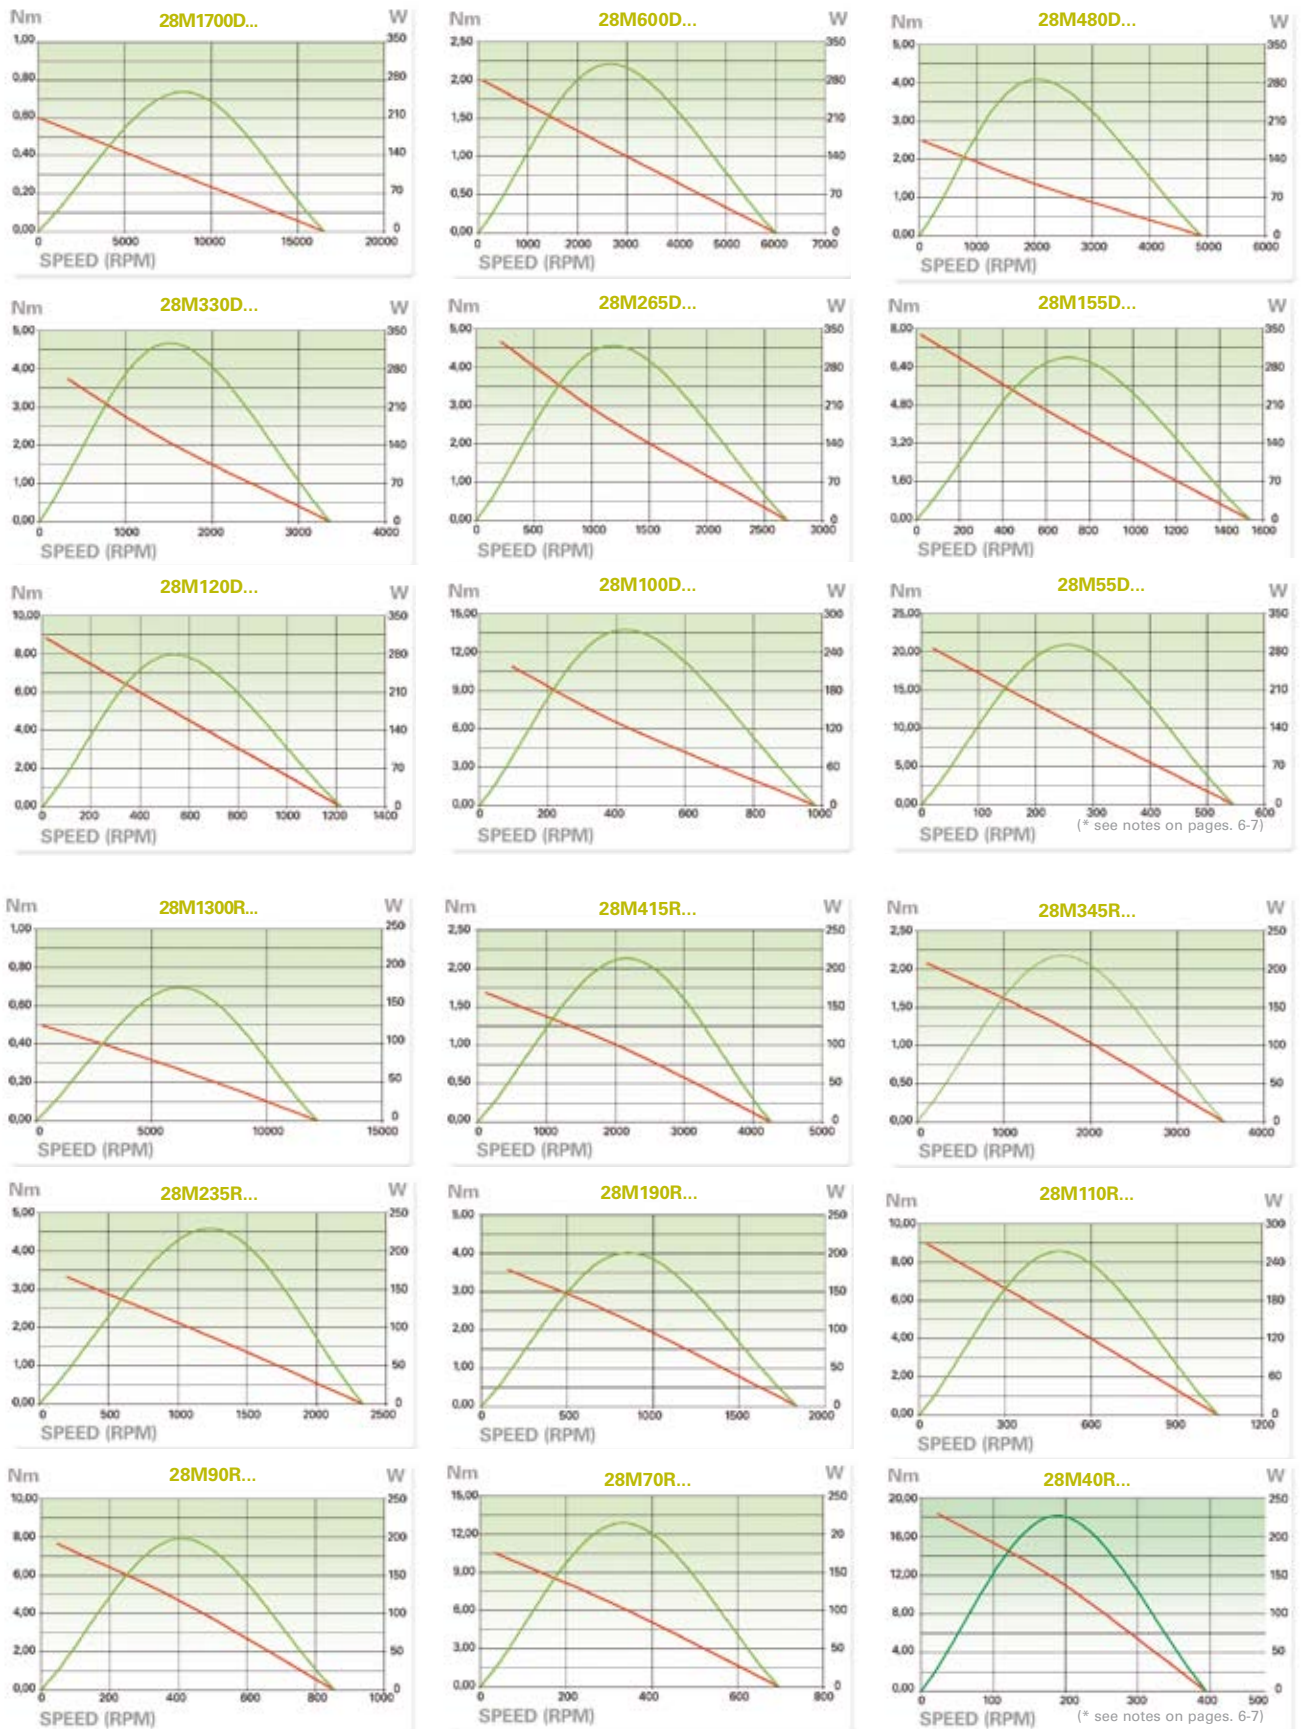 Nm 28M1700D... W
1,00 350
0,80 280
0,60 210
0,40 140
0,20 70
0,00 0
0 5000 10000 15000 20000
SPEED (RPM)
Nm 28M600D... W
2,50 350
2,00 280
1,50 210
1,00 140
0,50 70
0,00 0
0 1000 2000 3000 4000 5000 6000 7000
SPEED (RPM)
Nm 28M480D... W
5,00 350
4,00 280
3,00 210
2,00 140
1,00 70
0,00 0
0 1000 2000 3000 4000 5000 6000
SPEED (RPM)
Nm 28M330D... W
5,00 350
4,00 280
3,00 210
2,00 140
1,00 70
0,00 0
0 1000 2000 3000 4000
SPEED (RPM)
Nm 28M265D... W
5,00 350
4,00 280
3,00 210
2,00 140
1,00 70
0,00 0
0 500 1000 1500 2000 2500 3000
SPEED (RPM)
Nm 28M155D... W
8,00 350
6,40 280
4,80 210
3,20 140
1,60 70
0,00 0
0 200 400 600 800 1000 1200 1400 1600
SPEED (RPM)
Nm 28M120D... W
10,00 350
8,00 280
6,00 210
4,00 140
2,00 70
0,00 0
0 200 400 600 800 1000 1200 1400
SPEED (RPM)
Nm 28M100D... W
15,00 300
12,00 240
9,00 180
6,00 120
3,00 60
0,00 0
0 200 400 600 800 1000
SPEED (RPM)
Nm 28M55D... W
25,00 350
20,00 280
15,00 210
10,00 140
5,00 70
0,00 0
0 100 200 300 400 500 600
SPEED (RPM) (* see notes on pages. 6-7)
Nm 28M1300R... W
1,00 250
0,80 200
0,60 150
0,40 100
0,20 50
0,00 0
0 5000 10000 15000
SPEED (RPM)
Nm 28M415R... W
2,50 250
2,00 200
1,50 150
1,00 100
0,50 50
0,00 0
0 1000 2000 3000 4000 5000
SPEED (RPM)
Nm 28M345R... W
2,50 250
2,00 200
1,50 150
1,00 100
0,50 50
0,00 0
0 1000 2000 3000 4000
SPEED (RPM)
Nm 28M235R... W
5,00 250
4,00 200
3,00 150
2,00 100
1,00 50
0,00 0
0 500 1000 1500 2000 2500
SPEED (RPM)
Nm 28M190R... W
5,00 250
4,00 200
3,00 150
2,00 100
1,00 50
0,00 0
0 500 1000 1500 2000
SPEED (RPM)
Nm 28M110R... W
10,00 300
8,00 240
6,00 180
4,00 120
2,00 60
0,00 0
0 300 600 900 1200
SPEED (RPM)
Nm 28M90R... W
10,00 250
8,00 200
6,00 150
4,00 100
2,00 50
0,00 0
0 200 400 600 800 1000
SPEED (RPM)
Nm 28M70R... W
15,00 250
12,00 20
9,00 150
6,00 100
3,00 50
0,00 0
0 200 400 600 800
SPEED (RPM)
Nm 28M40R... W
20,00 250
16,00 200
12,00 150
8,00 100
4,00 50
0,00 0
0 100 200 300 400 500
SPEED (RPM) (* see notes on pages. 6-7)